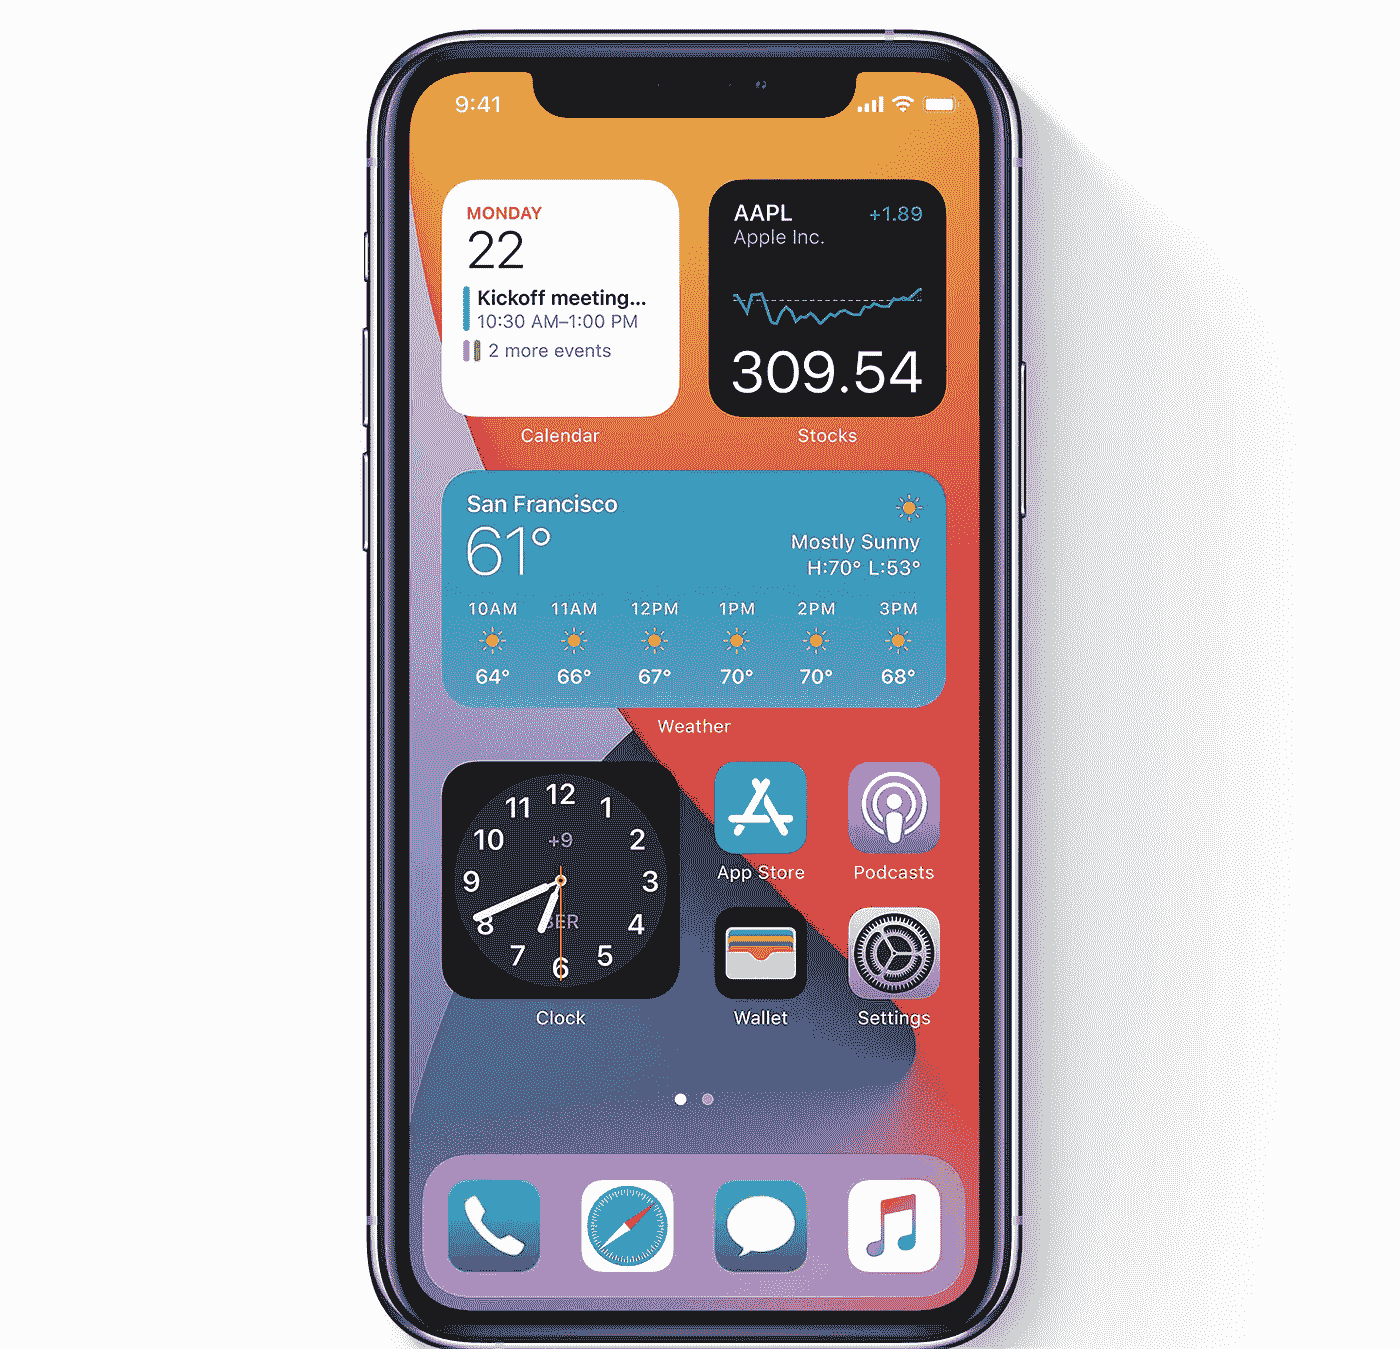 9:41
MONDAY
22
Kickoff meeting...
10:30 AM–1:00 PM
2 more events
Calendar
AAPL +1.89
Apple Inc.
309.54
Stocks
San Francisco
61°
Mostly Sunny
H:70° L:53°
10AM 11AM 12PM 1PM 2PM 3PM
64° 66° 67° 70° 70° 68°
Weather
12
11 1
+9
10 2
9 3
BER
8 4
7 5
6
Clock
App Store Podcasts
Wallet Settings